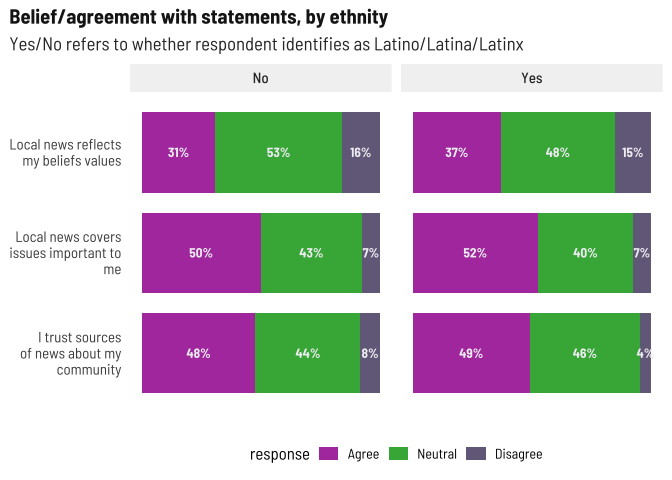 Belief/agreement with statements, by ethnicity
Yes/No refers to whether respondent identifies as Latino/Latina/Latinx
No
Yes
Local news reflects
my beliefs values
31%
53%
16%
37%
48%
15%
Local news covers
issues important to
me
50%
43%
7%
52%
40%
7%
I trust sources
of news about my
community
48%
44%
8%
49%
46%
4%
response
Agree
Neutral
Disagree